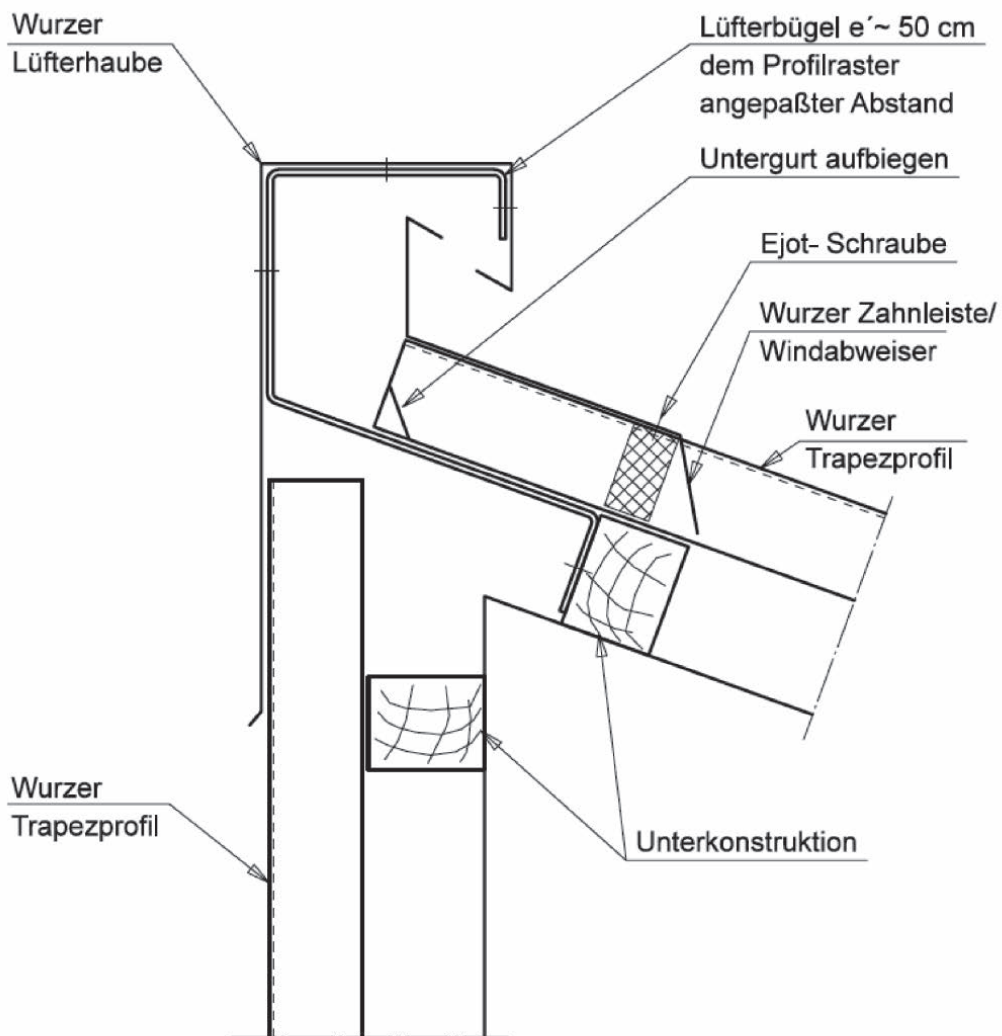 Wurzer
Lüfterhaube
Lüfterbügel e´~ 50 cm
dem Profilraster
angepaßter Abstand
Untergurt aufbiegen
Ejot- Schraube
Wurzer Zahnleiste/
Windabweiser
Wurzer
Trapezprofil
Wurzer
Trapezprofil
Unterkonstruktion